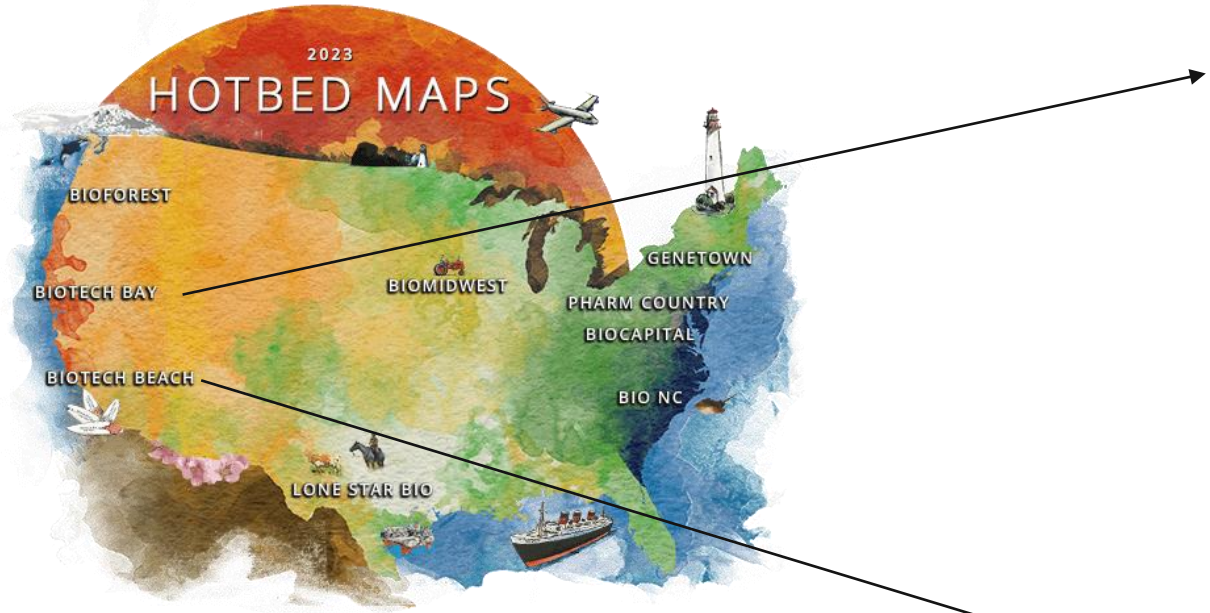 2023
HOTBED MAPS
BIOFOREST
GENETOWN
BIOTECH BAY
BIOMIDWEST
PHARM COUNTRY
BIOCAPITAL
BIOTECH BEACH
BIO NC
LONE STAR BIO